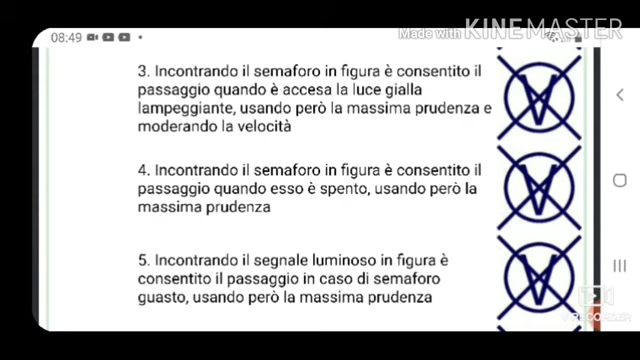 08:49
Made with KINEMASTER
3. Incontrando il semaforo in figura è consentito il
passaggio quando è accesa la luce gialla
lampeggiante, usando però la massima prudenza e
moderando la velocità
V
4. Incontrando il semaforo in figura è consentito il
passaggio quando esso è spento, usando però la
massima prudenza
V
5. Incontrando il segnale luminoso in figura è
consentito il passaggio in caso di semaforo
guasto, usando però la massima prudenza
V
RECORDER